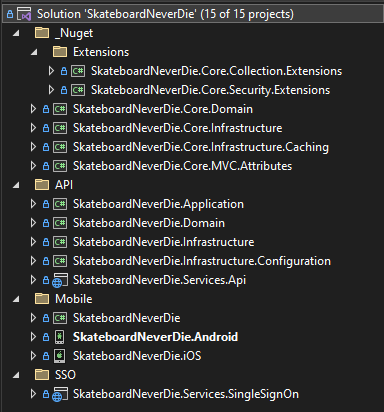 Solution 'SkateboardNeverDie' (15 of 15 projects)
_Nuget
Extensions
SkateboardNeverDie.Core.Collection.Extensions
SkateboardNeverDie.Core.Security.Extensions
SkateboardNeverDie.Core.Domain
SkateboardNeverDie.Core.Infrastructure
SkateboardNeverDie.Core.Infrastructure.Caching
SkateboardNeverDie.Core.MVC.Attributes
API
SkateboardNeverDie.Application
SkateboardNeverDie.Domain
SkateboardNeverDie.Infrastructure
SkateboardNeverDie.Infrastructure.Configuration
SkateboardNeverDie.Services.Api
Mobile
SkateboardNeverDie
SkateboardNeverDie.Android
SkateboardNeverDie.iOS
SSO
SkateboardNeverDie.Services.SingleSignOn